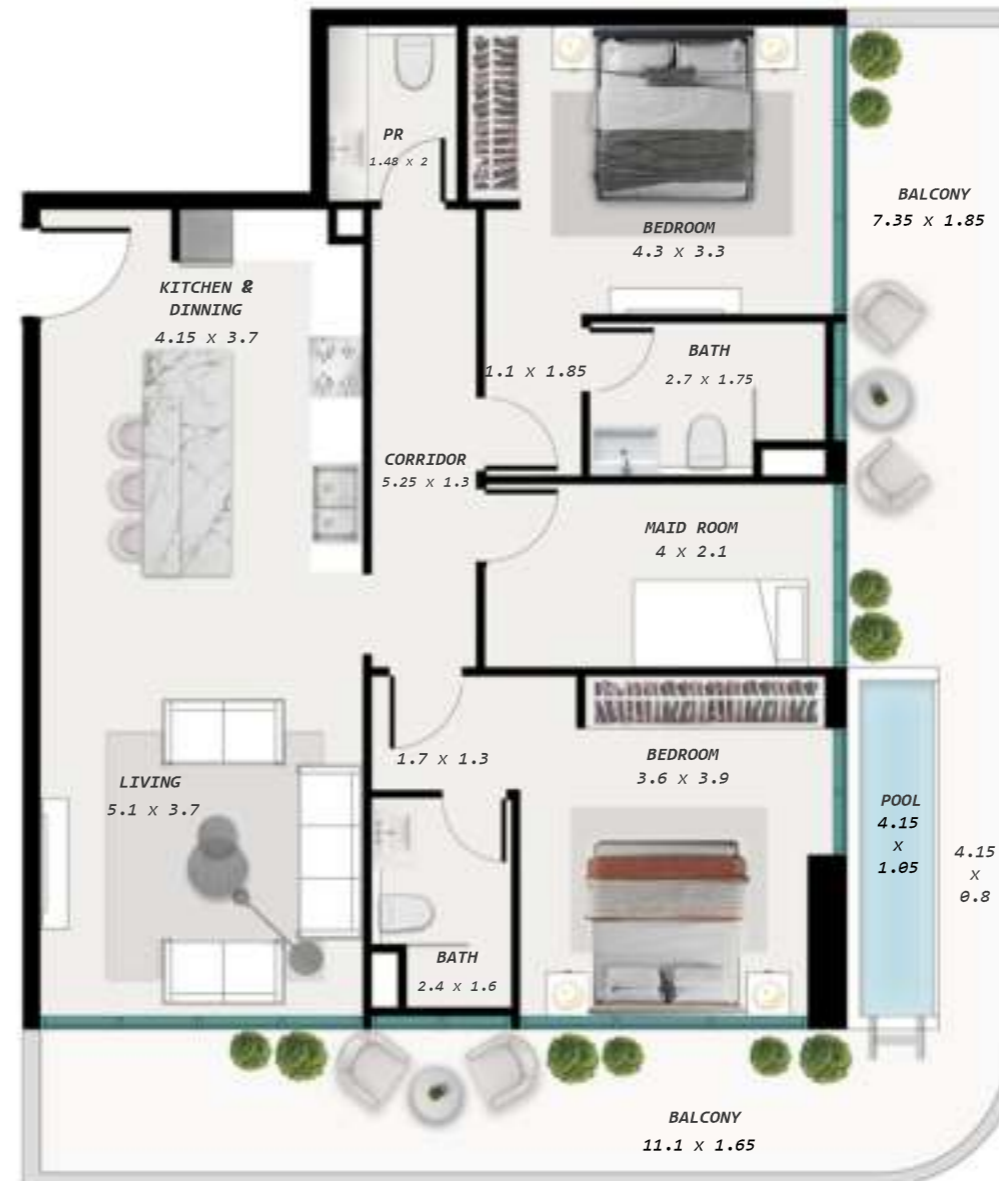 PR
1.48 x 2
BALCONY
7.35 x 1.85
BEDROOM
4.3 x 3.3
KITCHEN &
DINNING
4.15 x 3.7
BATH
2.7 x 1.75
1.1 x 1.85
CORRIDOR
5.25 x 1.3
MAID ROOM
4 x 2.1
1.7 x 1.3
BEDROOM
3.6 x 3.9
LIVING
5.1 x 3.7
POOL
4.15
x
1.05
4.15
x
0.8
BATH
2.4 x 1.6
BALCONY
11.1 x 1.65